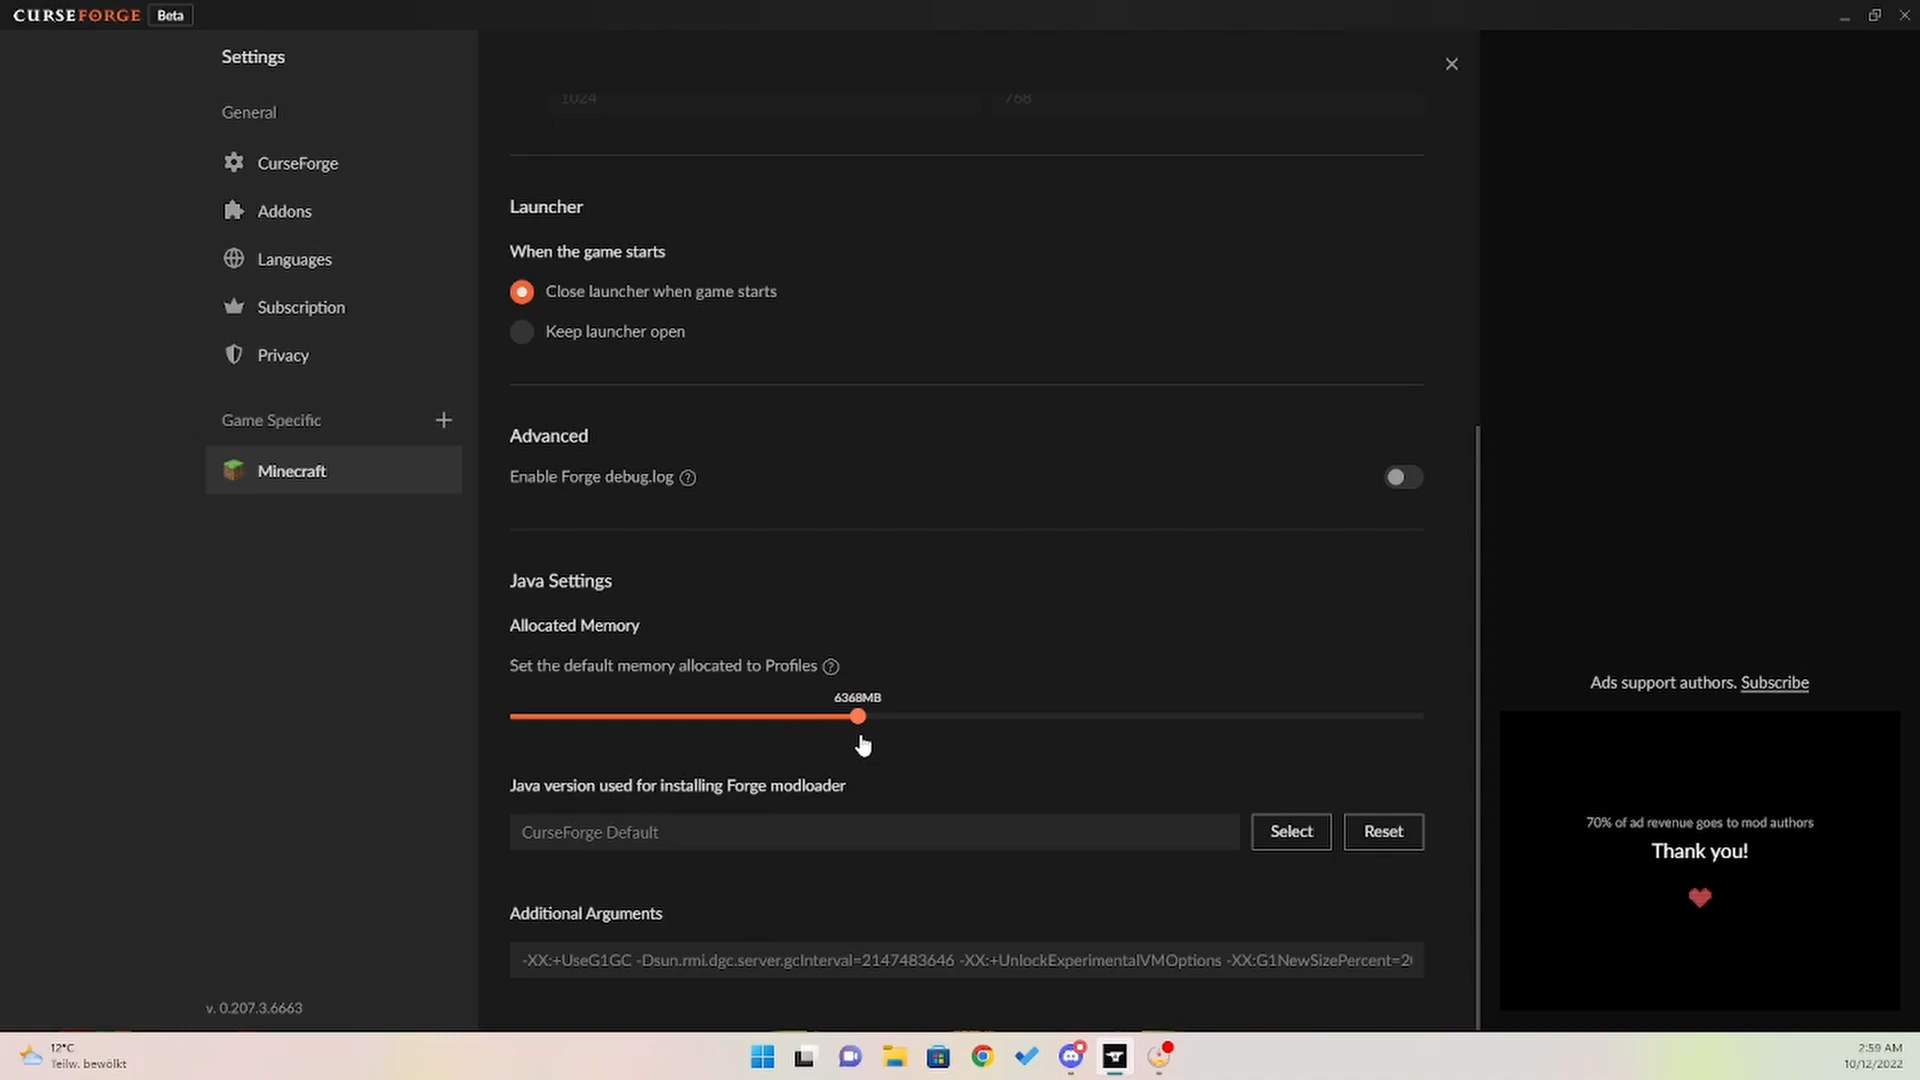 CURSEFORGE Beta
Settings
General
CurseForge
Addons
Languages
Subscription
Privacy
Game Specific
Minecraft
v. 0.207.3.6663
1024 768
Launcher
When the game starts
Close launcher when game starts
Keep launcher open
Advanced
Enable Forge debug.log ?
Java Settings
Allocated Memory
Set the default memory allocated to Profiles ?
6368MB
Java version used for installing Forge modloader
CurseForge Default Select Reset
Additional Arguments
-XX:+UseG1GC -Dsun.rmi.dgc.server.gcInterval=2147483646 -XX:+UnlockExperimentalVMOptions -XX:G1NewSizePercent=2
Ads support authors. Subscribe
70% of ad revenue goes to mod authors
Thank you!
12°C
Teilw. bewölkt
2:59 AM
10/12/2022